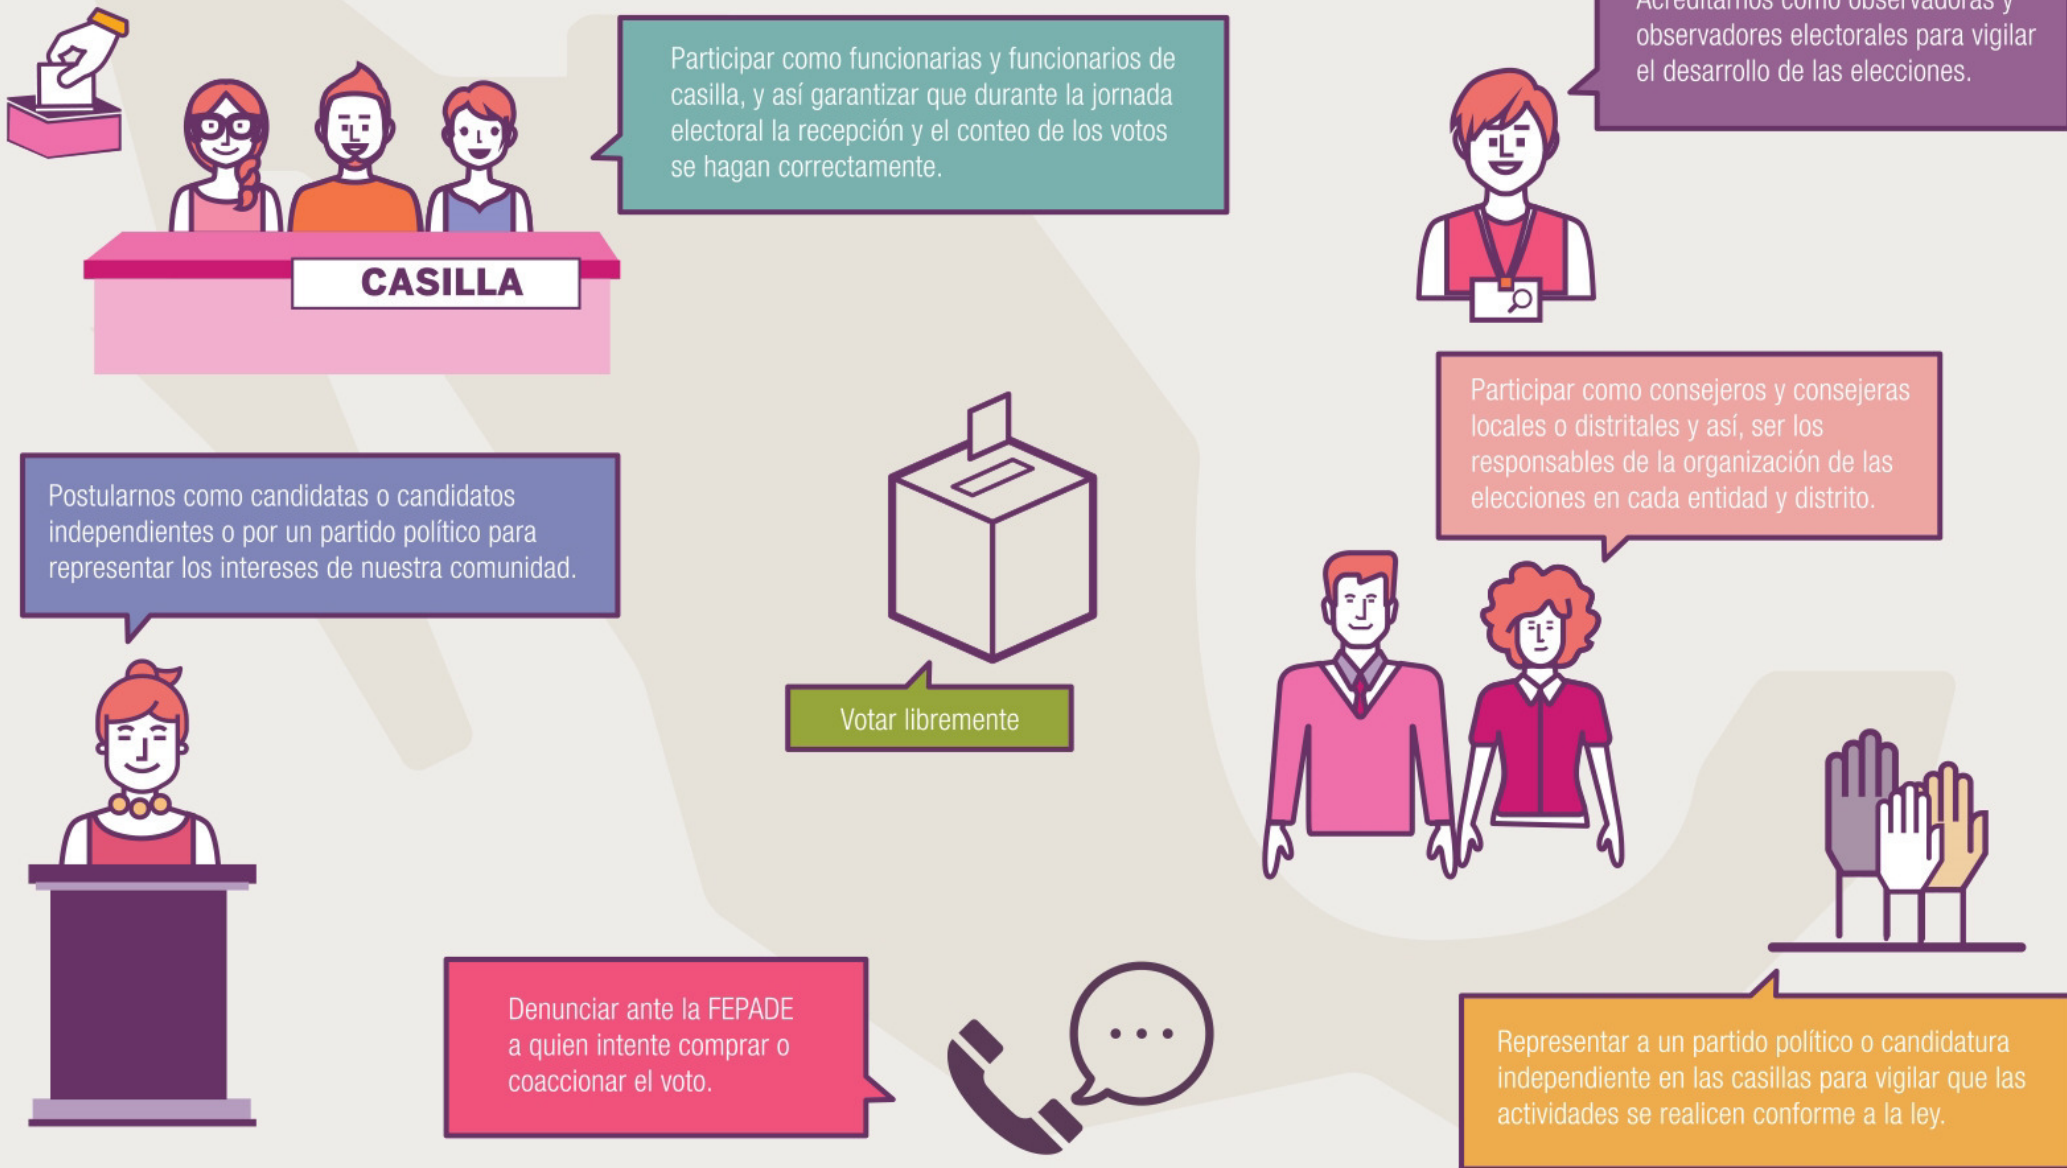 Participar como funcionarias y funcionarios de
casilla, y así garantizar que durante la jornada
electoral la recepción y el conteo de los votos
se hagan correctamente.
CASILLA
Acreditarnos como observadoras y
observadores electorales para vigilar
el desarrollo de las elecciones.
Participar como consejeros y consejeras
locales o distritales y así, ser los
responsables de la organización de las
elecciones en cada entidad y distrito.
Postularnos como candidatas o candidatos
independientes o por un partido político para
representar los intereses de nuestra comunidad.
Votar libremente
Denunciar ante la FEPADE
a quien intente comprar o
coaccionar el voto.
Representar a un partido político o candidatura
independiente en las casillas para vigilar que las
actividades se realicen conforme a la ley.